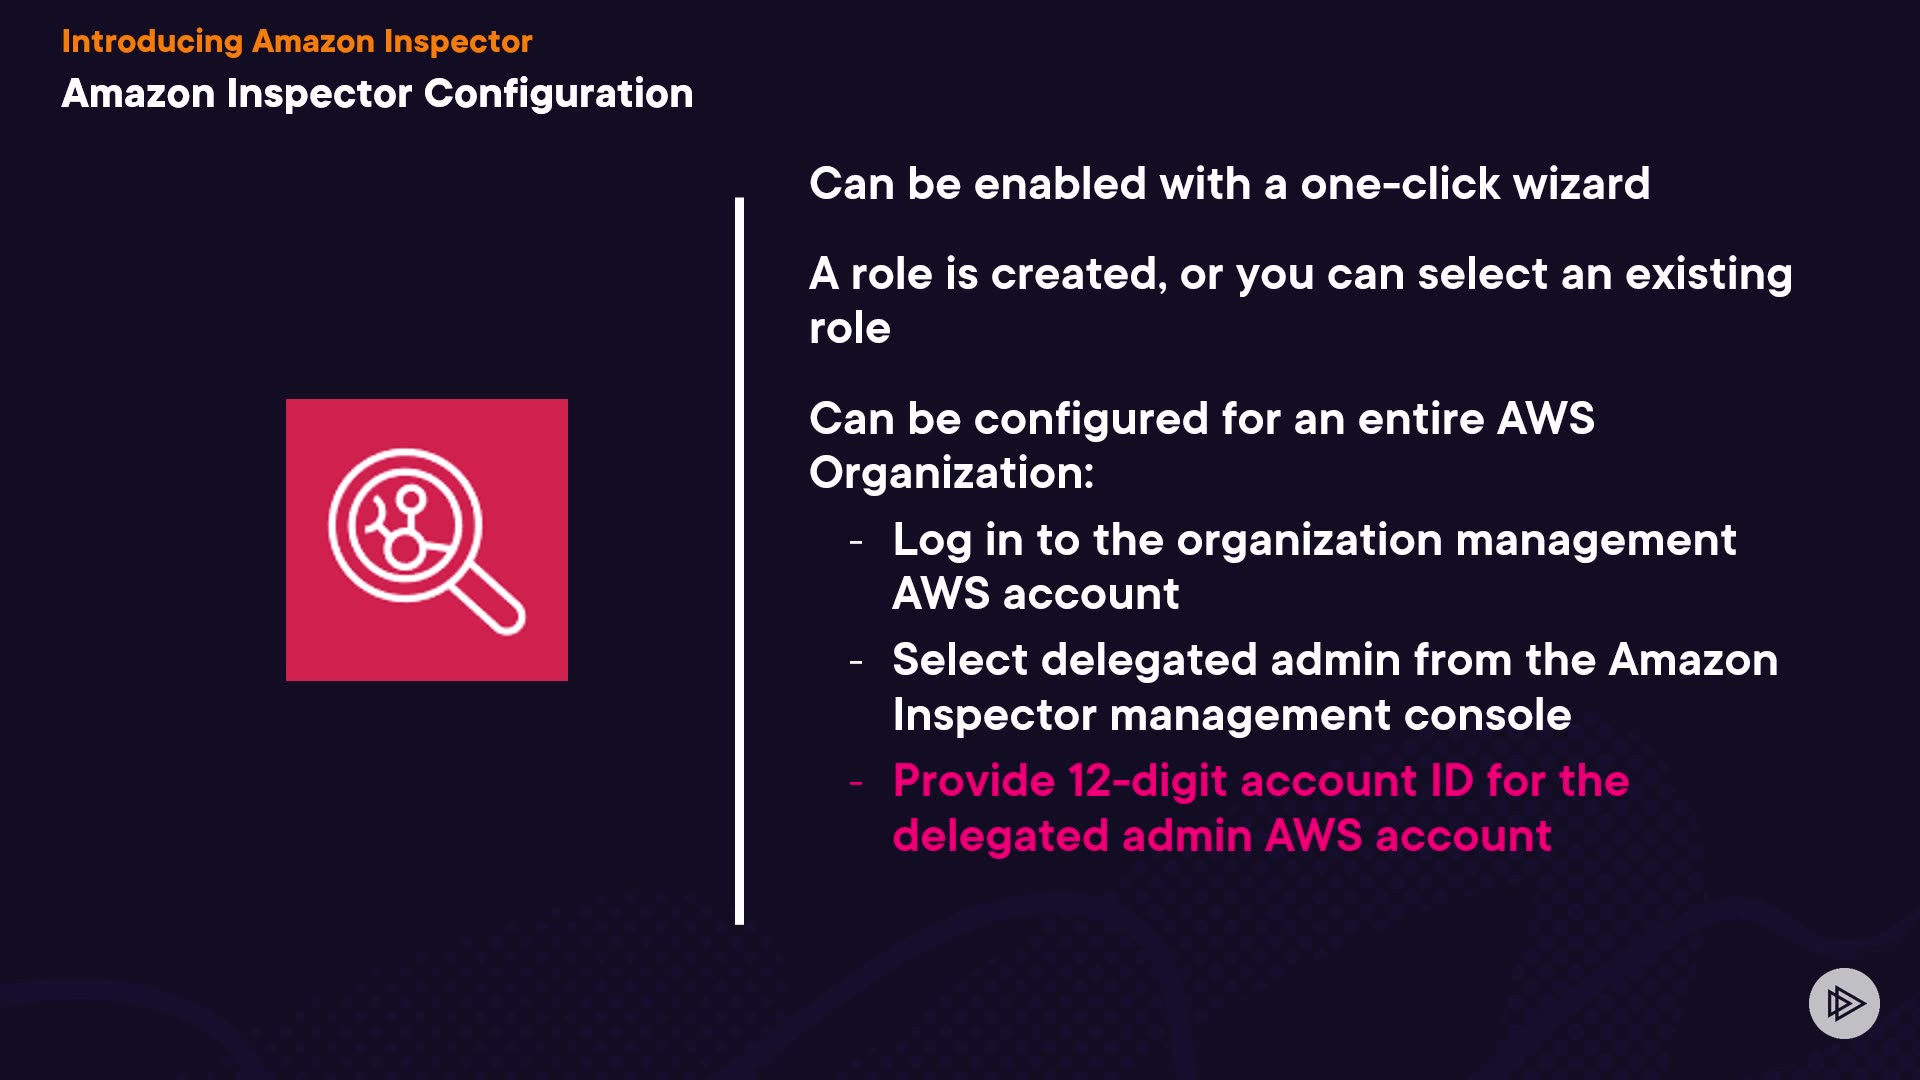 Introducing Amazon Inspector
Amazon Inspector Configuration
Can be enabled with a one-click wizard
A role is created, or you can select an existing
role
Can be configured for an entire AWS
Organization:
- Log in to the organization management
AWS account
- Select delegated admin from the Amazon
Inspector management console
- Provide 12-digit account ID for the
delegated admin AWS account